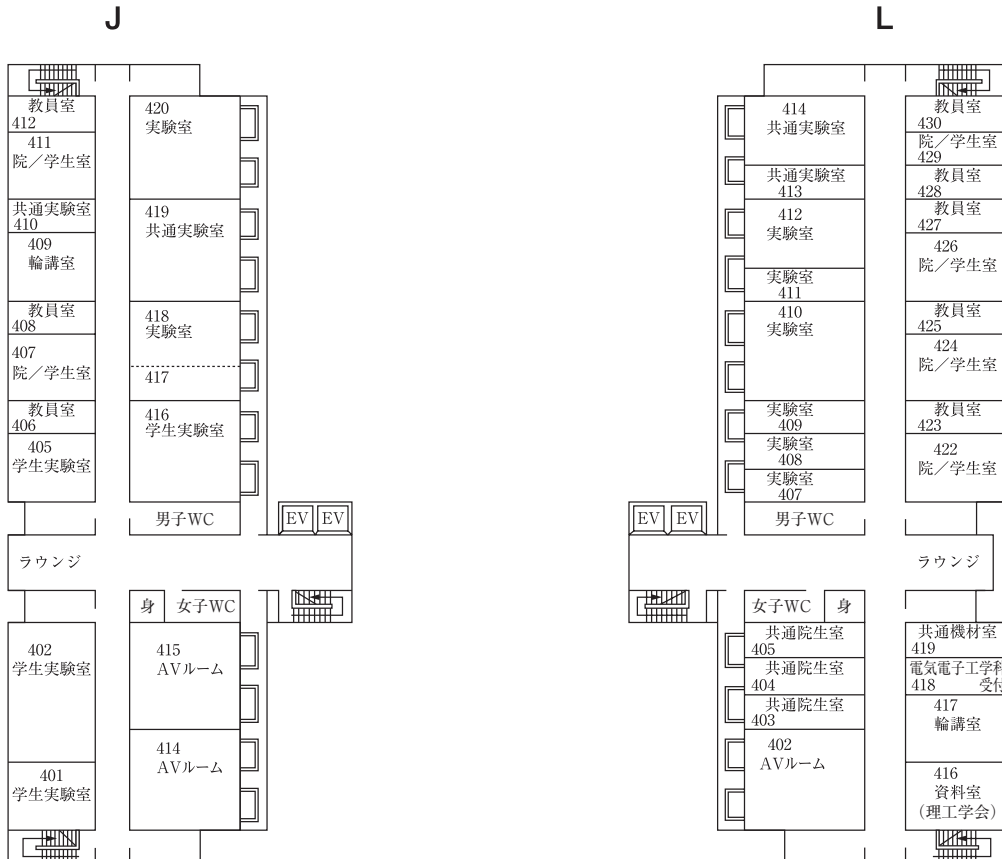 J
教員室
412
411
院／学生室
共通実験室
410
409
輪講室
教員室
408
407
院／学生室
教員室
406
405
学生実験室
420
実験室
419
共通実験室
418
実験室
417
416
学生実験室
男子WC
EV EV
ラウンジ
身 女子WC
402
学生実験室
401
学生実験室
415
AVルーム
414
AVルーム
L
414
共通実験室
共通実験室
413
412
実験室
実験室
411
410
実験室
実験室
409
実験室
408
実験室
407
教員室
430
院／学生室
429
教員室
428
教員室
427
426
院／学生室
教員室
425
424
院／学生室
教員室
423
422
院／学生室
EV EV
男子WC
ラウンジ
女子WC 身
共通院生室
405
共通院生室
404
共通院生室
403
402
AVルーム
共通機材室
419
電気電子工学科
418 受付
417
輪講室
416
資料室
（理工学会）